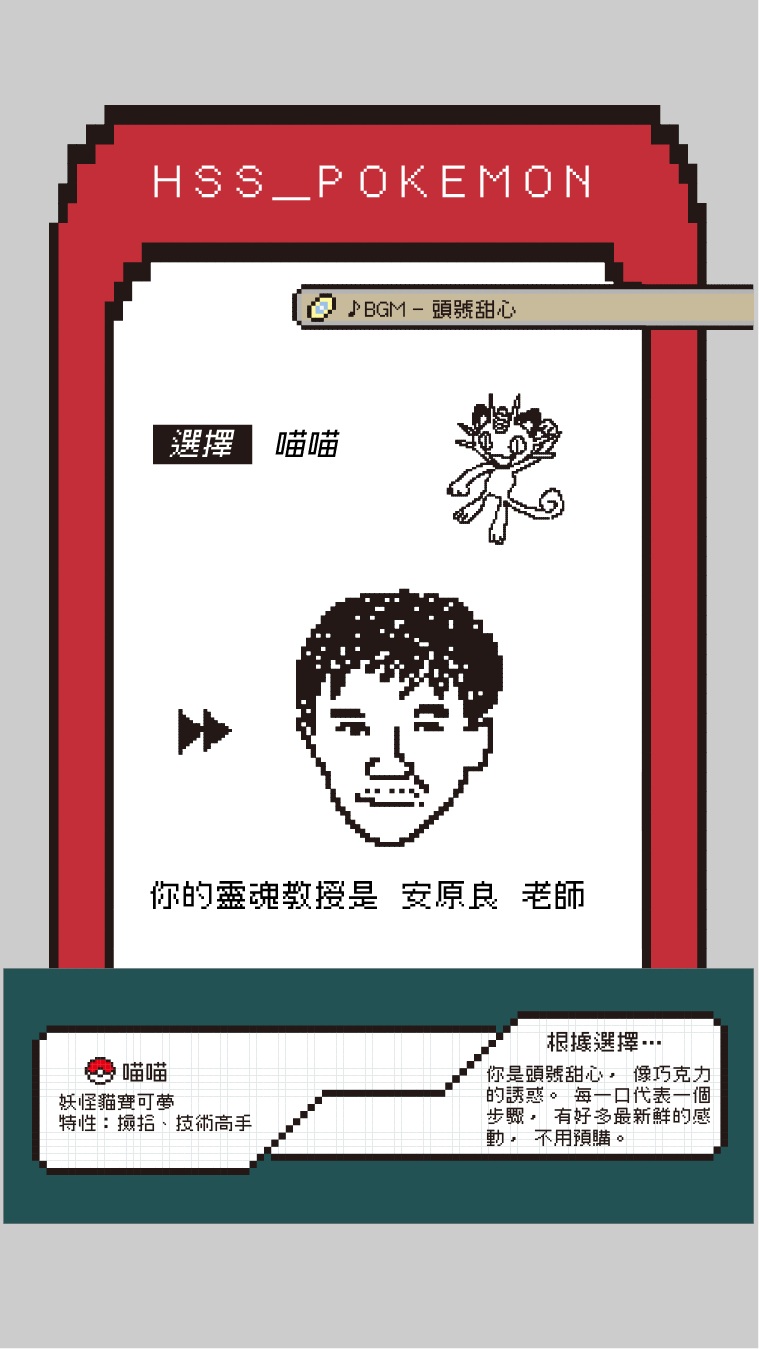 HSS_POKEMON
♪BGM - 頭號甜心
選擇 喵喵
你的靈魂教授是 安原良 老師
喵喵
妖怪貓寶可夢
特性：撿拾、技術高手
根據選擇…
你是頭號甜心， 像巧克力
的誘惑。 每一口代表一個
步驟， 有好多最新鮮的感
動， 不用預購。